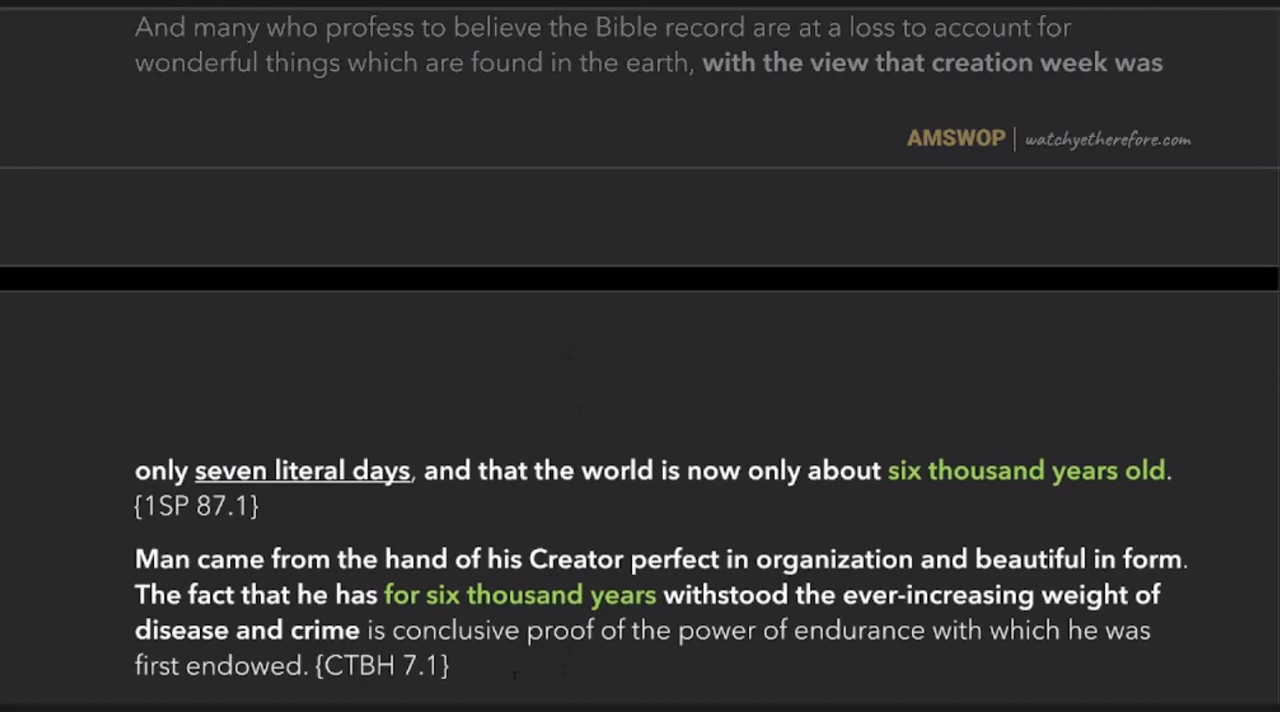 And many who profess to believe the Bible record are at a loss to account for
wonderful things which are found in the earth, with the view that creation week was
AMSWOP | watchyetherefore.com
only seven literal days, and that the world is now only about six thousand years old.
{1SP 87.1}
Man came from the hand of his Creator perfect in organization and beautiful in form.
The fact that he has for six thousand years withstood the ever-increasing weight of
disease and crime is conclusive proof of the power of endurance with which he was
first endowed. {CTBH 7.1}